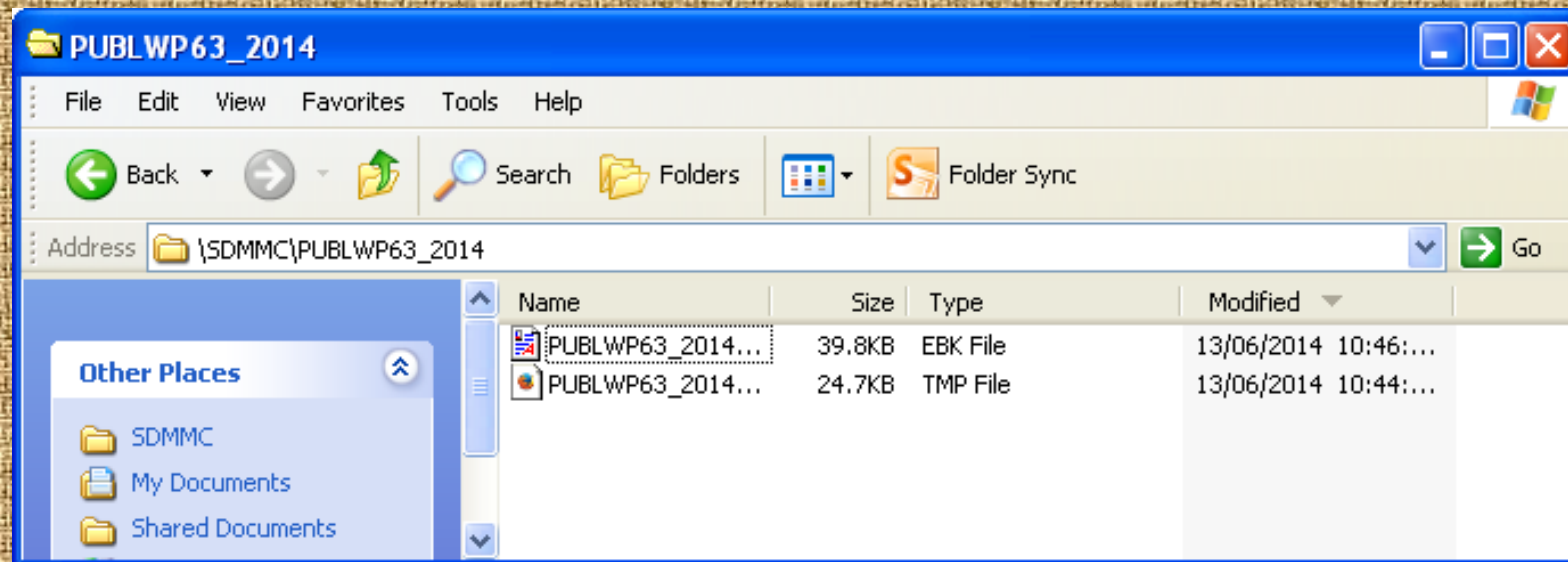 PUBLWP63_2014
File Edit View Favorites Tools Help
Back Search Folders Folder Sync
Address \SDMMC\PUBLWP63_2014 Go
Name Size Type Modified
PUBLWP63_2014... 39.8KB EBK File 13/06/2014 10:46:...
PUBLWP63_2014... 24.7KB TMP File 13/06/2014 10:44:...
Other Places
SDMMC
My Documents
Shared Documents